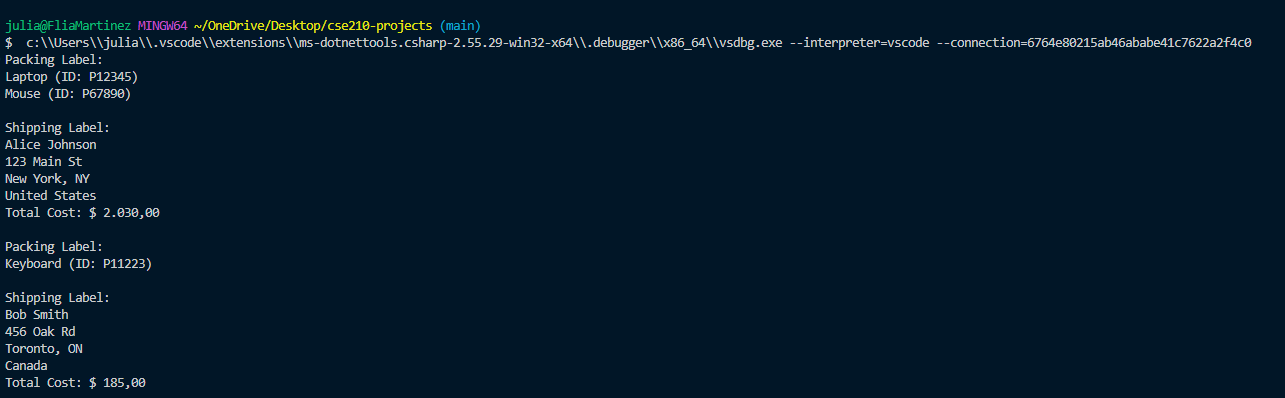 julia@FliaMartinez MINGW64 ~/OneDrive/Desktop/cse210-projects (main)
$  c:\\Users\\julia\\.vscode\\extensions\\ms-dotnettools.csharp-2.55.29-win32-x64\\.debugger\\x86_64\\vsdbg.exe --interpreter=vscode --connection=6764e80215ab46ababe41c7622a2f4c0
Packing Label:
Laptop (ID: P12345)
Mouse (ID: P67890)

Shipping Label:
Alice Johnson
123 Main St
New York, NY
United States
Total Cost: $ 2.030,00

Packing Label:
Keyboard (ID: P11223)

Shipping Label:
Bob Smith
456 Oak Rd
Toronto, ON
Canada
Total Cost: $ 185,00